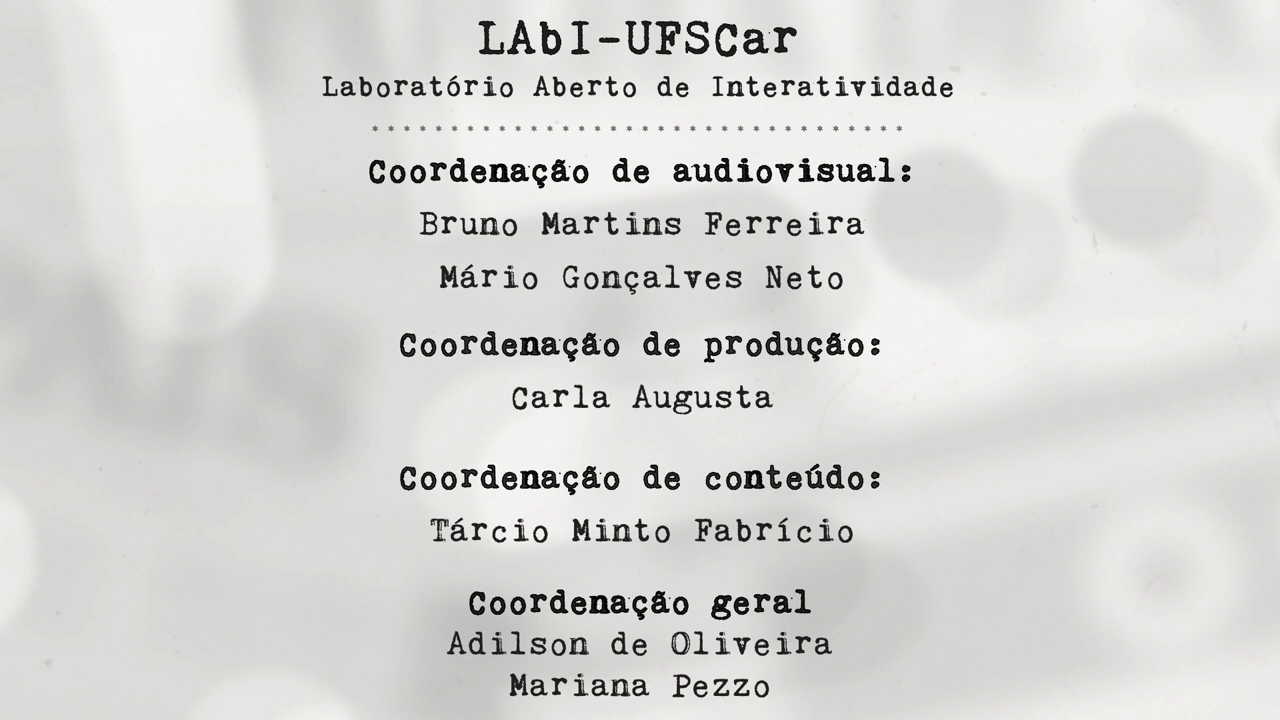 LAbI-UFSCar
Laboratório Aberto de Interatividade
Coordenação de audiovisual:
Bruno Martins Ferreira
Mário Gonçalves Neto
Coordenação de produção:
Carla Augusta
Coordenação de conteúdo:
Tárcio Minto Fabrício
Coordenação geral
Adilson de Oliveira
Mariana Pezzo